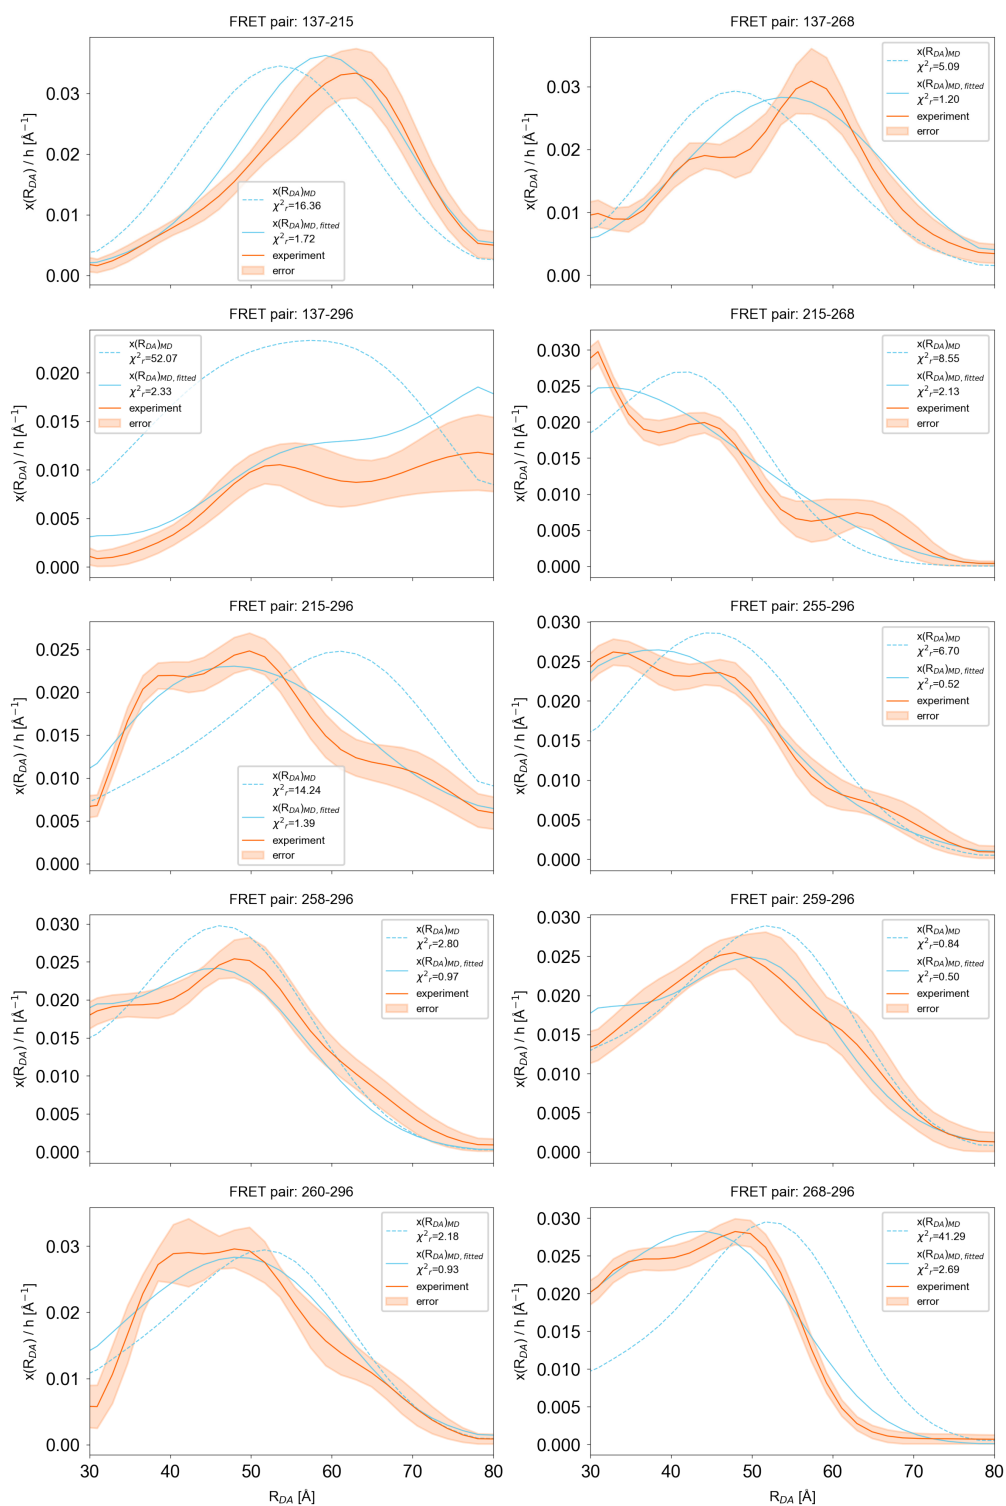 FRET pair: 137-215
x(R_DA) / h [Å⁻¹]
0.03
0.02
0.01
0.00
x(R_DA)_MD
χ²_r=16.36
x(R_DA)_MD, fitted
χ²_r=1.72
experiment
error
FRET pair: 137-268
x(R_DA) / h [Å⁻¹]
0.03
0.02
0.01
0.00
x(R_DA)_MD
χ²_r=5.09
x(R_DA)_MD, fitted
χ²_r=1.20
experiment
error
FRET pair: 137-296
x(R_DA) / h [Å⁻¹]
0.020
0.015
0.010
0.005
0.000
x(R_DA)_MD
χ²_r=52.07
x(R_DA)_MD, fitted
χ²_r=2.33
experiment
error
FRET pair: 215-268
x(R_DA) / h [Å⁻¹]
0.030
0.025
0.020
0.015
0.010
0.005
0.000
x(R_DA)_MD
χ²_r=8.55
x(R_DA)_MD, fitted
χ²_r=2.13
experiment
error
FRET pair: 215-296
x(R_DA) / h [Å⁻¹]
0.025
0.020
0.015
0.010
0.005
0.000
x(R_DA)_MD
χ²_r=14.24
x(R_DA)_MD, fitted
χ²_r=1.39
experiment
error
FRET pair: 255-296
x(R_DA) / h [Å⁻¹]
0.030
0.025
0.020
0.015
0.010
0.005
0.000
x(R_DA)_MD
χ²_r=6.70
x(R_DA)_MD, fitted
χ²_r=0.52
experiment
error
FRET pair: 258-296
x(R_DA) / h [Å⁻¹]
0.030
0.025
0.020
0.015
0.010
0.005
0.000
x(R_DA)_MD
χ²_r=2.80
x(R_DA)_MD, fitted
χ²_r=0.97
experiment
error
FRET pair: 259-296
x(R_DA) / h [Å⁻¹]
0.030
0.025
0.020
0.015
0.010
0.005
0.000
x(R_DA)_MD
χ²_r=0.84
x(R_DA)_MD, fitted
χ²_r=0.50
experiment
error
FRET pair: 260-296
x(R_DA) / h [Å⁻¹]
0.03
0.02
0.01
0.00
x(R_DA)_MD
χ²_r=2.18
x(R_DA)_MD, fitted
χ²_r=0.93
experiment
error
30 40 50 60 70 80
R_DA [Å]
FRET pair: 268-296
x(R_DA) / h [Å⁻¹]
0.030
0.025
0.020
0.015
0.010
0.005
0.000
x(R_DA)_MD
χ²_r=41.29
x(R_DA)_MD, fitted
χ²_r=2.69
experiment
error
30 40 50 60 70 80
R_DA [Å]